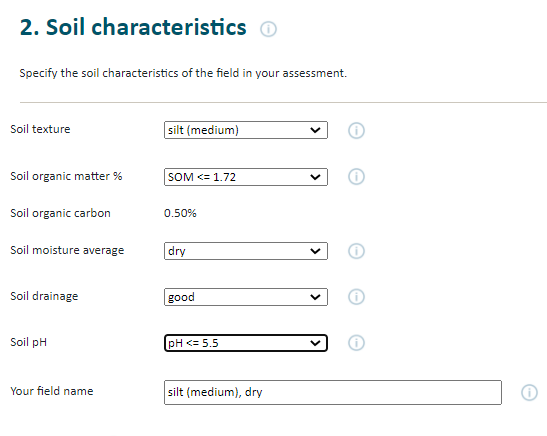 2. Soil characteristics
Specify the soil characteristics of the field in your assessment.
Soil texture silt (medium)
Soil organic matter % SOM <= 1.72
Soil organic carbon 0.50%
Soil moisture average dry
Soil drainage good
Soil pH pH <= 5.5
Your field name silt (medium), dry